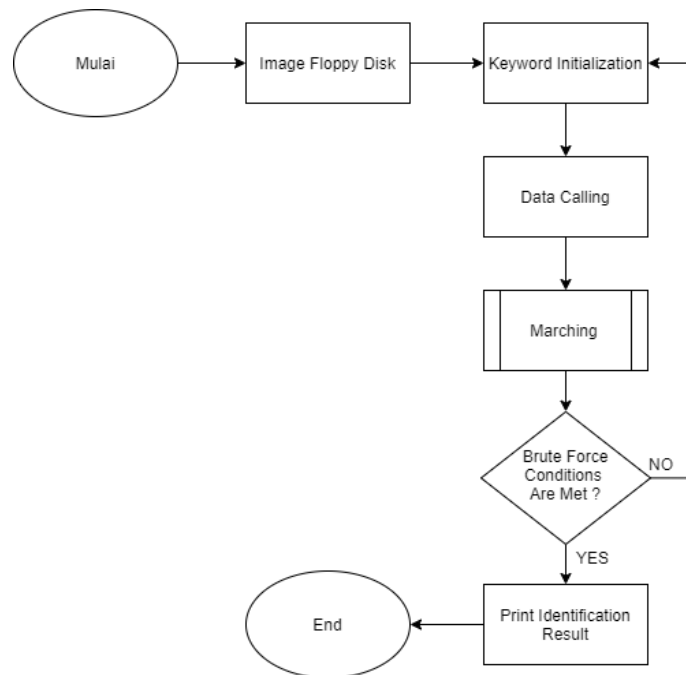 Mulai
Image Floppy Disk
Keyword Initialization
Data Calling
Marching
Brute Force
Conditions
Are Met ?
NO
YES
Print Identification
Result
End